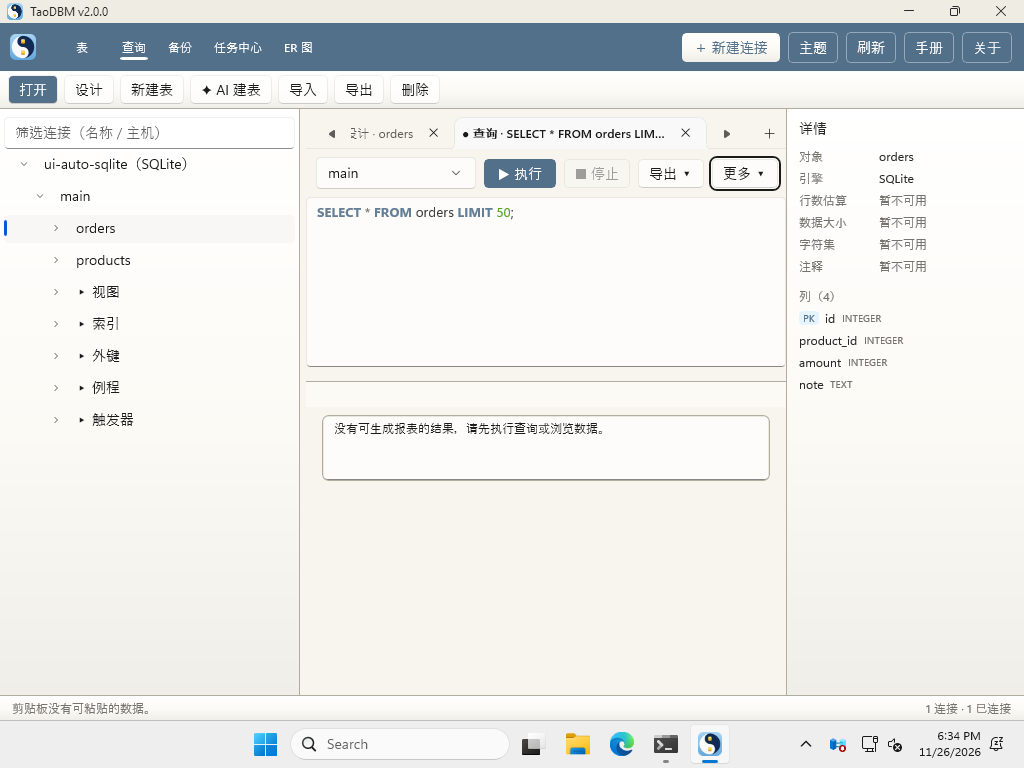 TaoDBM v2.0.0
表 查询 备份 任务中心 ER 图 + 新建连接 主题 刷新 手册 关于
打开 设计 新建表 ✦ AI 建表 导入 导出 删除
筛选连接（名称 / 主机）
ui-auto-sqlite（SQLite）
main
orders
products
视图
索引
外键
例程
触发器
设计 · orders
● 查询 · SELECT * FROM orders LIM...
main 执行 停止 导出 更多
SELECT * FROM orders LIMIT 50;
没有可生成报表的结果，请先执行查询或浏览数据。
详情
对象 orders
引擎 SQLite
行数估算 暂不可用
数据大小 暂不可用
字符集 暂不可用
注释 暂不可用
列（4）
PK id INTEGER
product_id INTEGER
amount INTEGER
note TEXT
剪贴板没有可粘贴的数据。
1 连接 · 1 已连接
Search
6:34 PM
11/26/2026